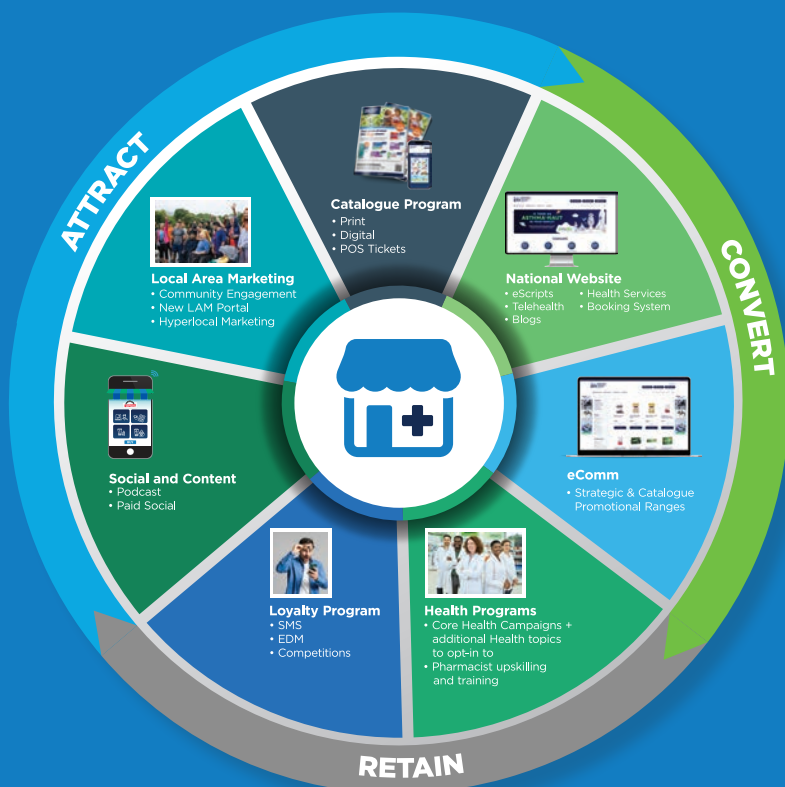 ATTRACT
CONVERT
RETAIN
Catalogue Program
• Print
• Digital
• POS Tickets
National Website
• eScripts
• Telehealth
• Blogs
• Health Services
• Booking System
eComm
• Strategic & Catalogue
Promotional Ranges
Health Programs
• Core Health Campaigns +
additional Health topics
to opt-in to
• Pharmacist upskilling
and training
Loyalty Program
• SMS
• EDM
• Competitions
Social and Content
• Podcast
• Paid Social
Local Area Marketing
• Community Engagement
• New LAM Portal
• Hyperlocal Marketing